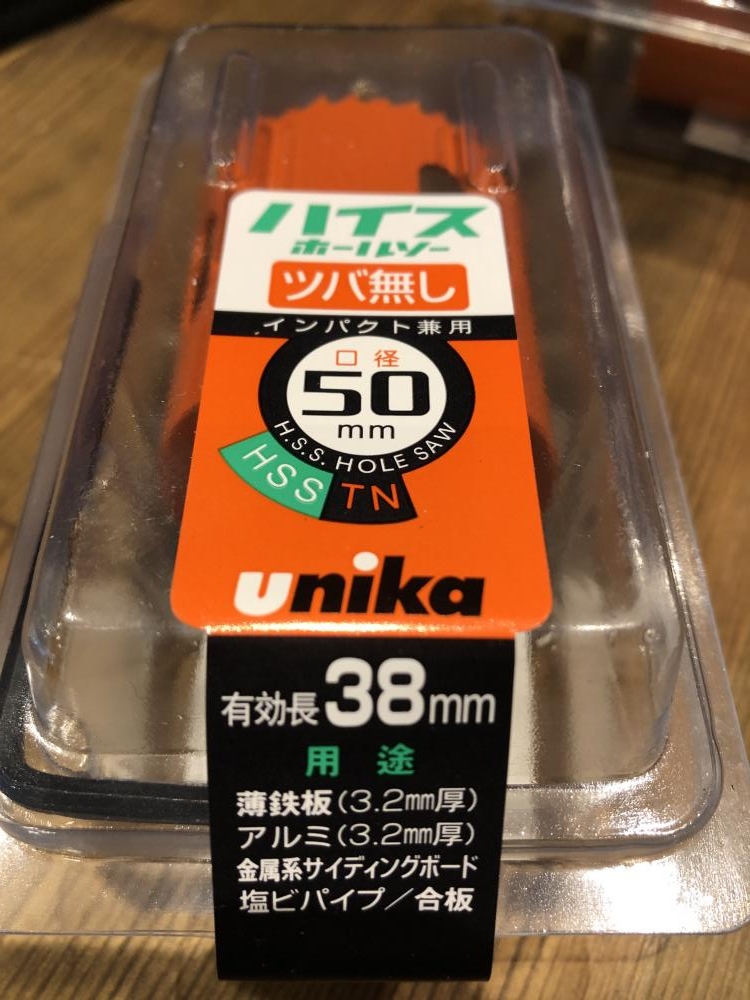 ハイス
ホールソー
ツバ無し
インパクト兼用
口径
50
mm
H.S.S. HOLE SAW
HSS TN
unika
有効長38mm
用途
薄鉄板(3.2mm厚)
アルミ(3.2mm厚)
金属系サイディングボード
塩ビパイプ/合板